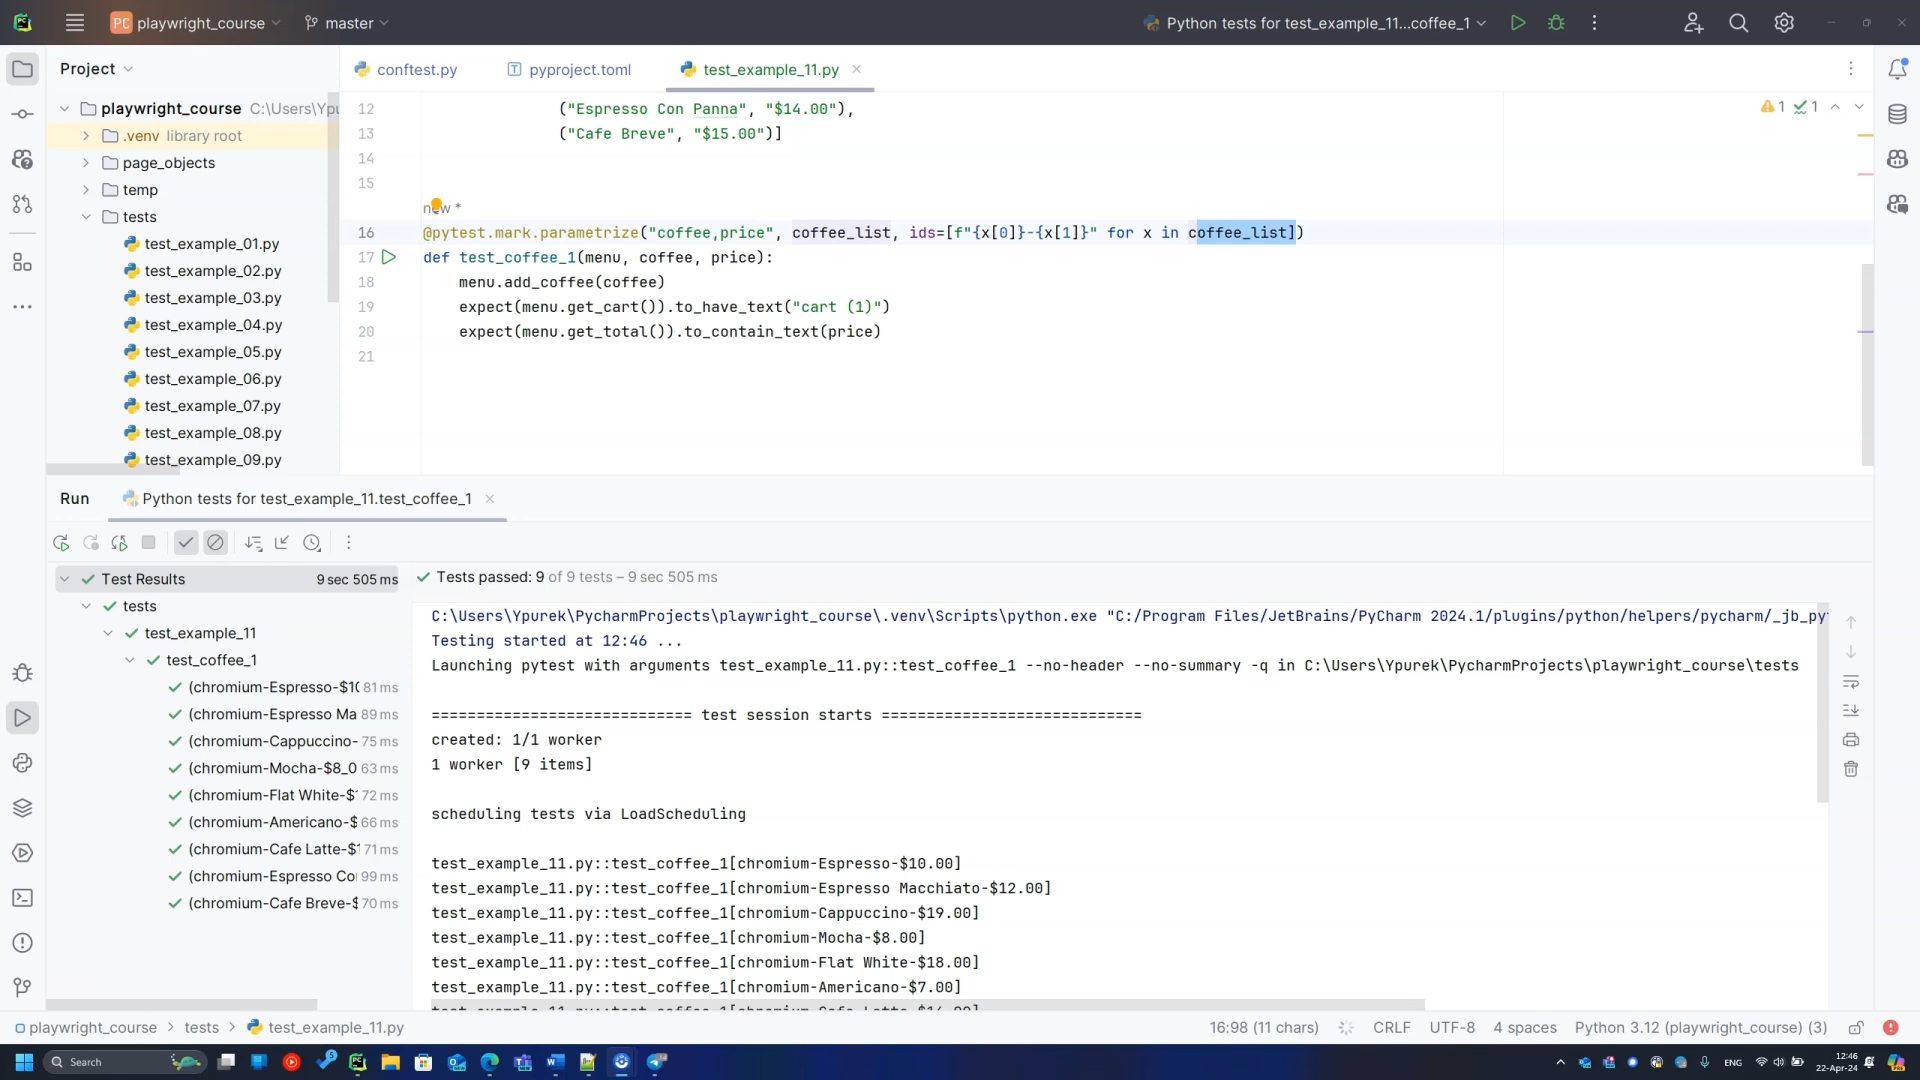 PC playwright_course
master
Python tests for test_example_11...coffee_1
Project
conftest.py
pyproject.toml
test_example_11.py
playwright_course C:\Users\Ypu
.venv library root
page_objects
temp
tests
test_example_01.py
test_example_02.py
test_example_03.py
test_example_04.py
test_example_05.py
test_example_06.py
test_example_07.py
test_example_08.py
test_example_09.py
12 ("Espresso Con Panna", "$14.00"),
13 ("Cafe Breve", "$15.00")]
14
15
new *
16 @pytest.mark.parametrize("coffee,price", coffee_list, ids=[f"{x[0]}-{x[1]}" for x in coffee_list])
17 def test_coffee_1(menu, coffee, price):
18 menu.add_coffee(coffee)
19 expect(menu.get_cart()).to_have_text("cart (1)")
20 expect(menu.get_total()).to_contain_text(price)
21
1 1
Run
Python tests for test_example_11.test_coffee_1
Test Results 9 sec 505 ms
tests
test_example_11
test_coffee_1
(chromium-Espresso-$1( 81 ms
(chromium-Espresso Ma 89 ms
(chromium-Cappuccino- 75 ms
(chromium-Mocha-$8_0 63 ms
(chromium-Flat White-$ 72 ms
(chromium-Americano-$ 66 ms
(chromium-Cafe Latte-$ 71 ms
(chromium-Espresso Co 99 ms
(chromium-Cafe Breve-$ 70 ms
Tests passed: 9 of 9 tests – 9 sec 505 ms
C:\Users\Ypurek\PycharmProjects\playwright_course\.venv\Scripts\python.exe "C:/Program Files/JetBrains/PyCharm 2024.1/plugins/python/helpers/pycharm/_jb_py
Testing started at 12:46 ...
Launching pytest with arguments test_example_11.py::test_coffee_1 --no-header --no-summary -q in C:\Users\Ypurek\PycharmProjects\playwright_course\tests
============================= test session starts =============================
created: 1/1 worker
1 worker [9 items]
scheduling tests via LoadScheduling
test_example_11.py::test_coffee_1[chromium-Espresso-$10.00]
test_example_11.py::test_coffee_1[chromium-Espresso Macchiato-$12.00]
test_example_11.py::test_coffee_1[chromium-Cappuccino-$19.00]
test_example_11.py::test_coffee_1[chromium-Mocha-$8.00]
test_example_11.py::test_coffee_1[chromium-Flat White-$18.00]
test_example_11.py::test_coffee_1[chromium-Americano-$7.00]
playwright_course > tests > test_example_11.py
16:98 (11 chars) CRLF UTF-8 4 spaces Python 3.12 (playwright_course) (3)
Search
ENG
12:46
22-Apr-24